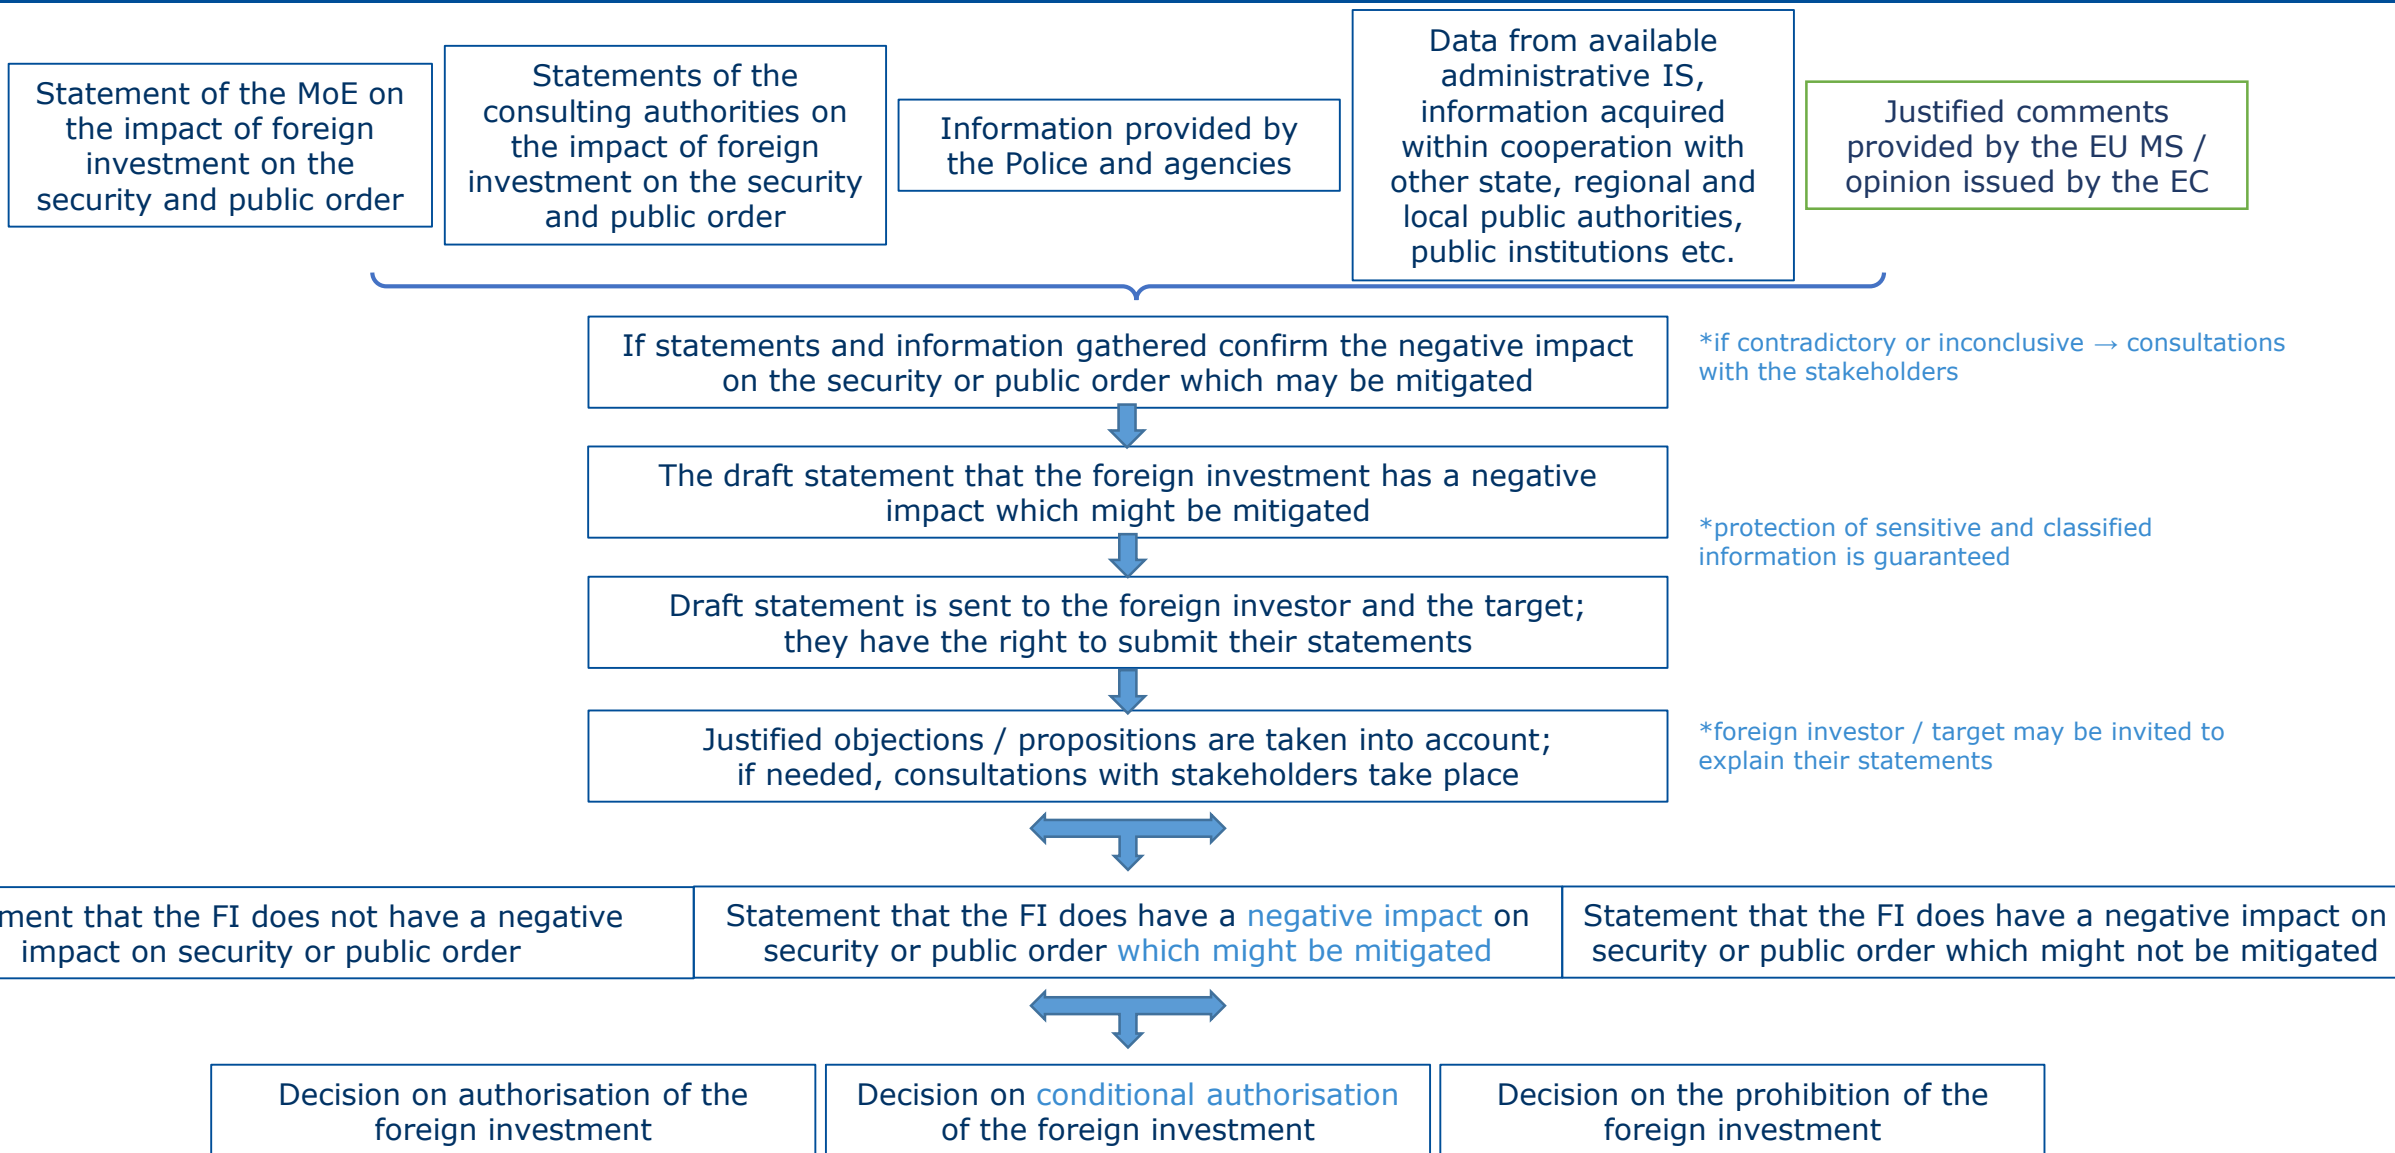 Statement of the MoE on
the impact of foreign
investment on the
security and public order
Statements of the
consulting authorities on
the impact of foreign
investment on the security
and public order
Information provided by
the Police and agencies
Data from available
administrative IS,
information acquired
within cooperation with
other state, regional and
local public authorities,
public institutions etc.
Justified comments
provided by the EU MS /
opinion issued by the EC
If statements and information gathered confirm the negative impact
on the security or public order which may be mitigated
*if contradictory or inconclusive → consultations
with the stakeholders
The draft statement that the foreign investment has a negative
impact which might be mitigated
*protection of sensitive and classified
information is guaranteed
Draft statement is sent to the foreign investor and the target;
they have the right to submit their statements
Justified objections / propositions are taken into account;
if needed, consultations with stakeholders take place
*foreign investor / target may be invited to
explain their statements
that the FI does not have a negative
impact on security or public order
Statement that the FI does have a negative impact on
security or public order which might be mitigated
Statement that the FI does have a negative impact on
security or public order which might not be mitigated
Decision on authorisation of the
foreign investment
Decision on conditional authorisation
of the foreign investment
Decision on the prohibition of the
foreign investment